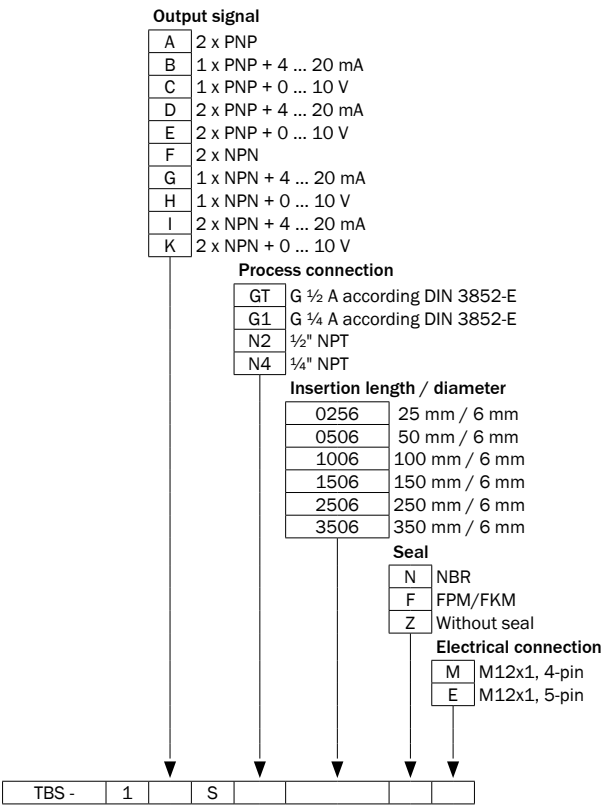 Output signal
A 2 x PNP
B 1 x PNP + 4 ... 20 mA
C 1 x PNP + 0 ... 10 V
D 2 x PNP + 4 ... 20 mA
E 2 x PNP + 0 ... 10 V
F 2 x NPN
G 1 x NPN + 4 ... 20 mA
H 1 x NPN + 0 ... 10 V
I 2 x NPN + 4 ... 20 mA
K 2 x NPN + 0 ... 10 V
Process connection
GT G ½ A according DIN 3852-E
G1 G ¼ A according DIN 3852-E
N2 ½" NPT
N4 ¼" NPT
Insertion length / diameter
0256 25 mm / 6 mm
0506 50 mm / 6 mm
1006 100 mm / 6 mm
1506 150 mm / 6 mm
2506 250 mm / 6 mm
3506 350 mm / 6 mm
Seal
N NBR
F FPM/FKM
Z Without seal
Electrical connection
M M12x1, 4-pin
E M12x1, 5-pin
TBS - 1 S